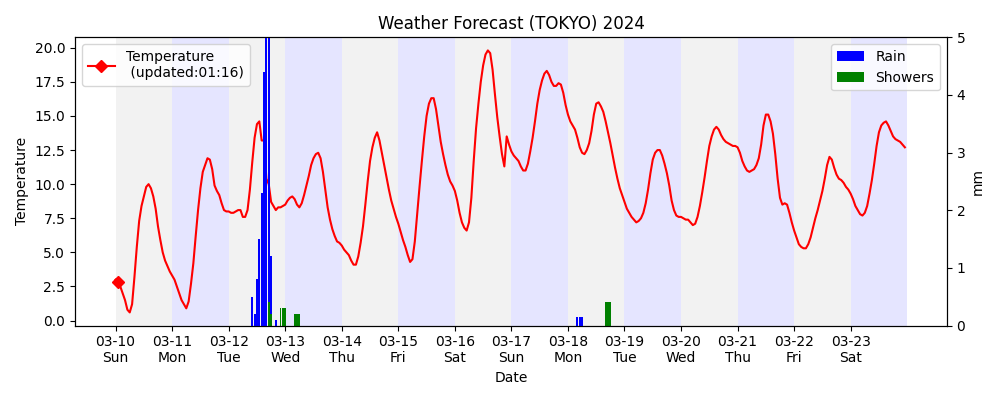 Weather Forecast (TOKYO) 2024
Temperature
(updated:01:16)
Rain
Showers
20.0
17.5
15.0
12.5
10.0
7.5
5.0
2.5
0.0
Temperature
5
4
3
2
1
0
mm
03-10 03-11 03-12 03-13 03-14 03-15 03-16 03-17 03-18 03-19 03-20 03-21 03-22 03-23
Sun Mon Tue Wed Thu Fri Sat Sun Mon Tue Wed Thu Fri Sat
Date